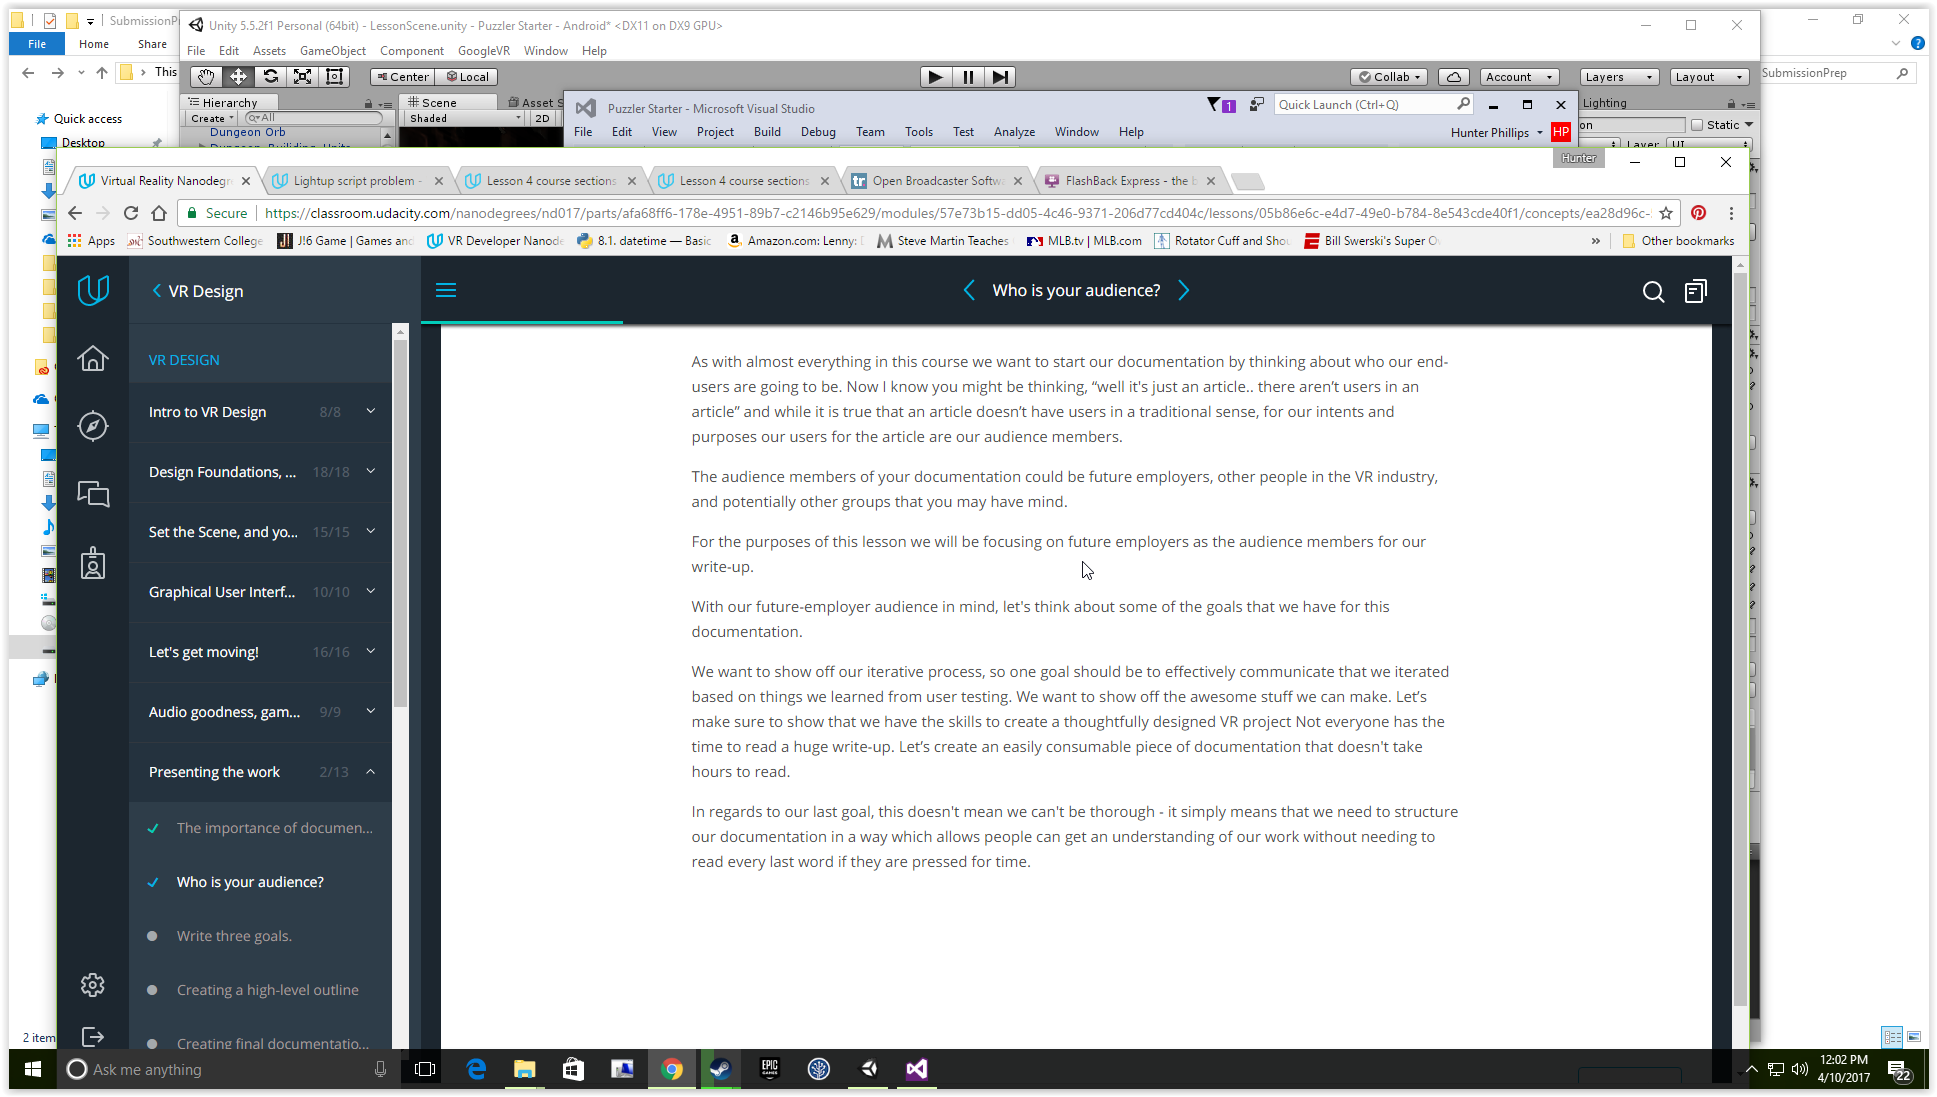 SubmissionPr
File
Home
Share
This
SubmissionPrep
Quick access
Desktop
2 item
Unity 5.5.2f1 Personal (64bit) - LessonScene.unity - Puzzler Starter - Android* <DX11 on DX9 GPU>
File Edit Assets GameObject Component GoogleVR Window Help
Center Local
Collab Account Layers Layout
Hierarchy
Create
All
Dungeon Orb
Scene
Asset S
Shaded
2D
Lighting
on
Static
Layer UI
Puzzler Starter - Microsoft Visual Studio
1
Quick Launch (Ctrl+Q)
File Edit View Project Build Debug Team Tools Test Analyze Window Help
Hunter Phillips HP
Hunter
Virtual Reality Nanodegre
Lightup script problem -
Lesson 4 course sections
Lesson 4 course sections
Open Broadcaster Softwa
FlashBack Express - the b
Secure
https://classroom.udacity.com/nanodegrees/nd017/parts/afa68ff6-178e-4951-89b7-c2146b95e629/modules/57e73b15-dd05-4c46-9371-206d77cd404c/lessons/05b86e6c-e4d7-49e0-b784-8e543cde40f1/concepts/ea28d96c-
Apps
Southwestern College
J!6 Game | Games and
VR Developer Nanode
8.1. datetime — Basic
Amazon.com: Lenny:
Steve Martin Teaches
MLB.tv | MLB.com
Rotator Cuff and Shou
Bill Swerski's Super O
»
Other bookmarks
VR Design
VR DESIGN
Intro to VR Design 8/8
Design Foundations, ... 18/18
Set the Scene, and yo... 15/15
Graphical User Interf... 10/10
Let's get moving! 16/16
Audio goodness, gam... 9/9
Presenting the work 2/13
The importance of documen...
Who is your audience?
Write three goals.
Creating a high-level outline
Creating final documentatio...
Who is your audience?
As with almost everything in this course we want to start our documentation by thinking about who our end-
users are going to be. Now I know you might be thinking, “well it's just an article.. there aren’t users in an
article” and while it is true that an article doesn’t have users in a traditional sense, for our intents and
purposes our users for the article are our audience members.
The audience members of your documentation could be future employers, other people in the VR industry,
and potentially other groups that you may have mind.
For the purposes of this lesson we will be focusing on future employers as the audience members for our
write-up.
With our future-employer audience in mind, let's think about some of the goals that we have for this
documentation.
We want to show off our iterative process, so one goal should be to effectively communicate that we iterated
based on things we learned from user testing. We want to show off the awesome stuff we can make. Let’s
make sure to show that we have the skills to create a thoughtfully designed VR project Not everyone has the
time to read a huge write-up. Let’s create an easily consumable piece of documentation that doesn't take
hours to read.
In regards to our last goal, this doesn't mean we can't be thorough - it simply means that we need to structure
our documentation in a way which allows people can get an understanding of our work without needing to
read every last word if they are pressed for time.
Ask me anything
EPIC
GAMES
12:02 PM
4/10/2017
22